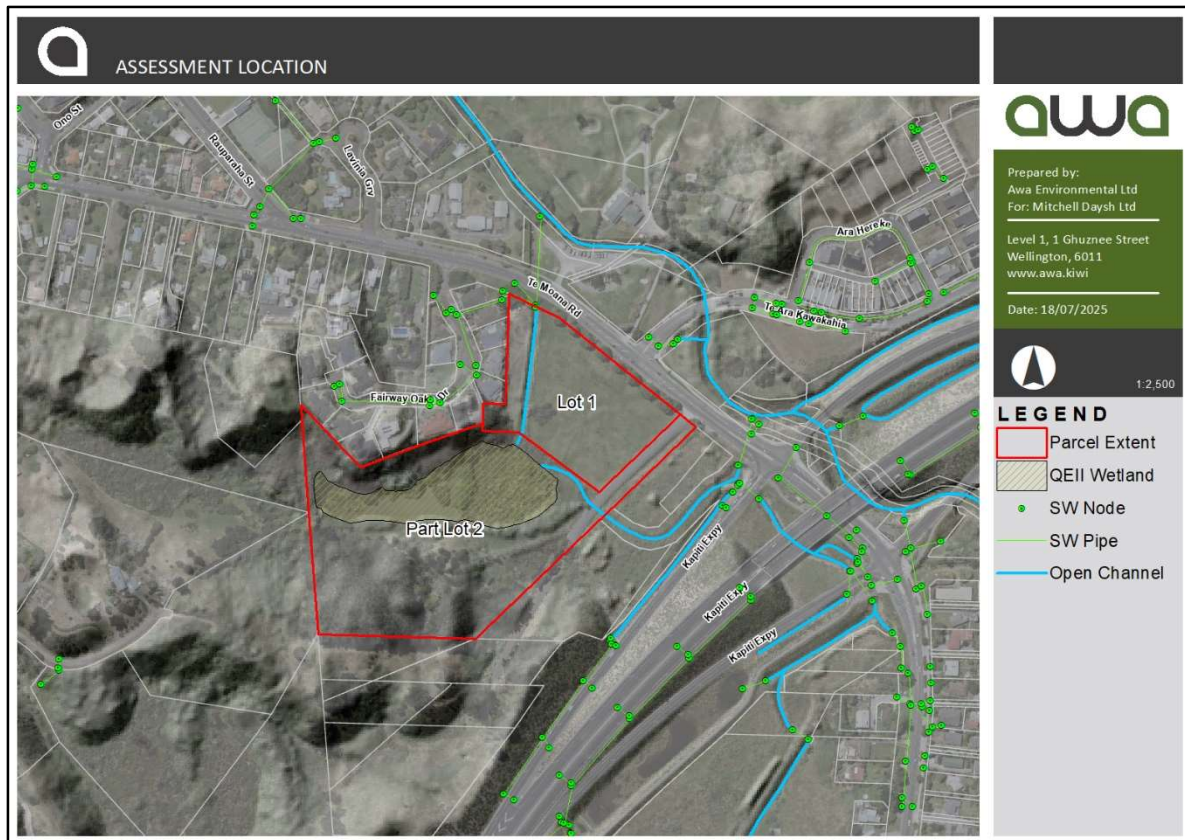 ASSESSMENT LOCATION
Ono St
Rauparaha St
Lavinia Grv
Te Moana Rd
Ara Hereke
Te Ara Kawakahia
Fairway Oaks Dr
Lot 1
Part Lot 2
Kapiti Expy
Kapiti Expy
Kapiti Expy
awa
Prepared by:
Awa Environmental Ltd
For: Mitchell Daysh Ltd
Level 1, 1 Ghuznee Street
Wellington, 6011
www.awa.kiwi
Date: 18/07/2025
1:2,500
LEGEND
Parcel Extent
QEII Wetland
SW Node
SW Pipe
Open Channel